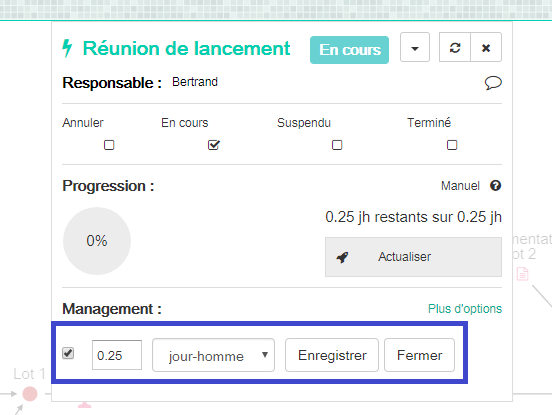 Réunion de lancement En cours
Responsable : Bertrand
Annuler En cours Suspendu Terminé
Progression : Manuel
0.25 jh restants sur 0.25 jh
0%
Actualiser
mentat
ot 2
Management : Plus d'options
0.25 jour-homme Enregistrer Fermer
Lot 1